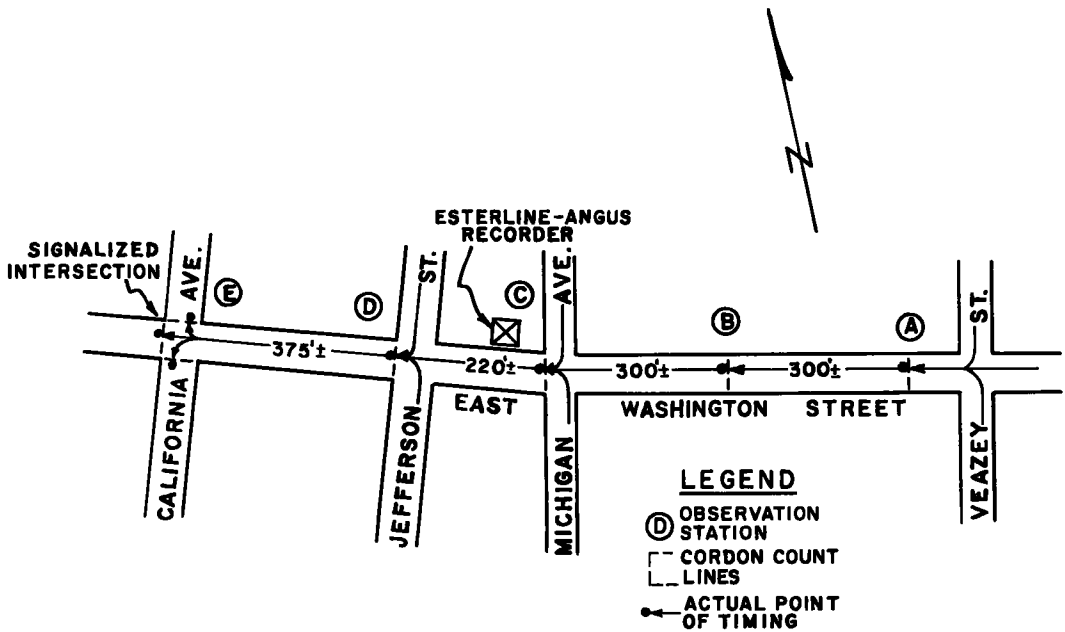 N
ESTERLINE-ANGUS
RECORDER
SIGNALIZED
INTERSECTION
AVE.
ST.
AVE.
ST.
E
D
C
B
A
375'±
220'±
300'±
300'±
EAST
WASHINGTON
STREET
CALIFORNIA
JEFFERSON
MICHIGAN
VEAZEY
LEGEND
D OBSERVATION
STATION
CORDON COUNT
LINES
ACTUAL POINT
OF TIMING